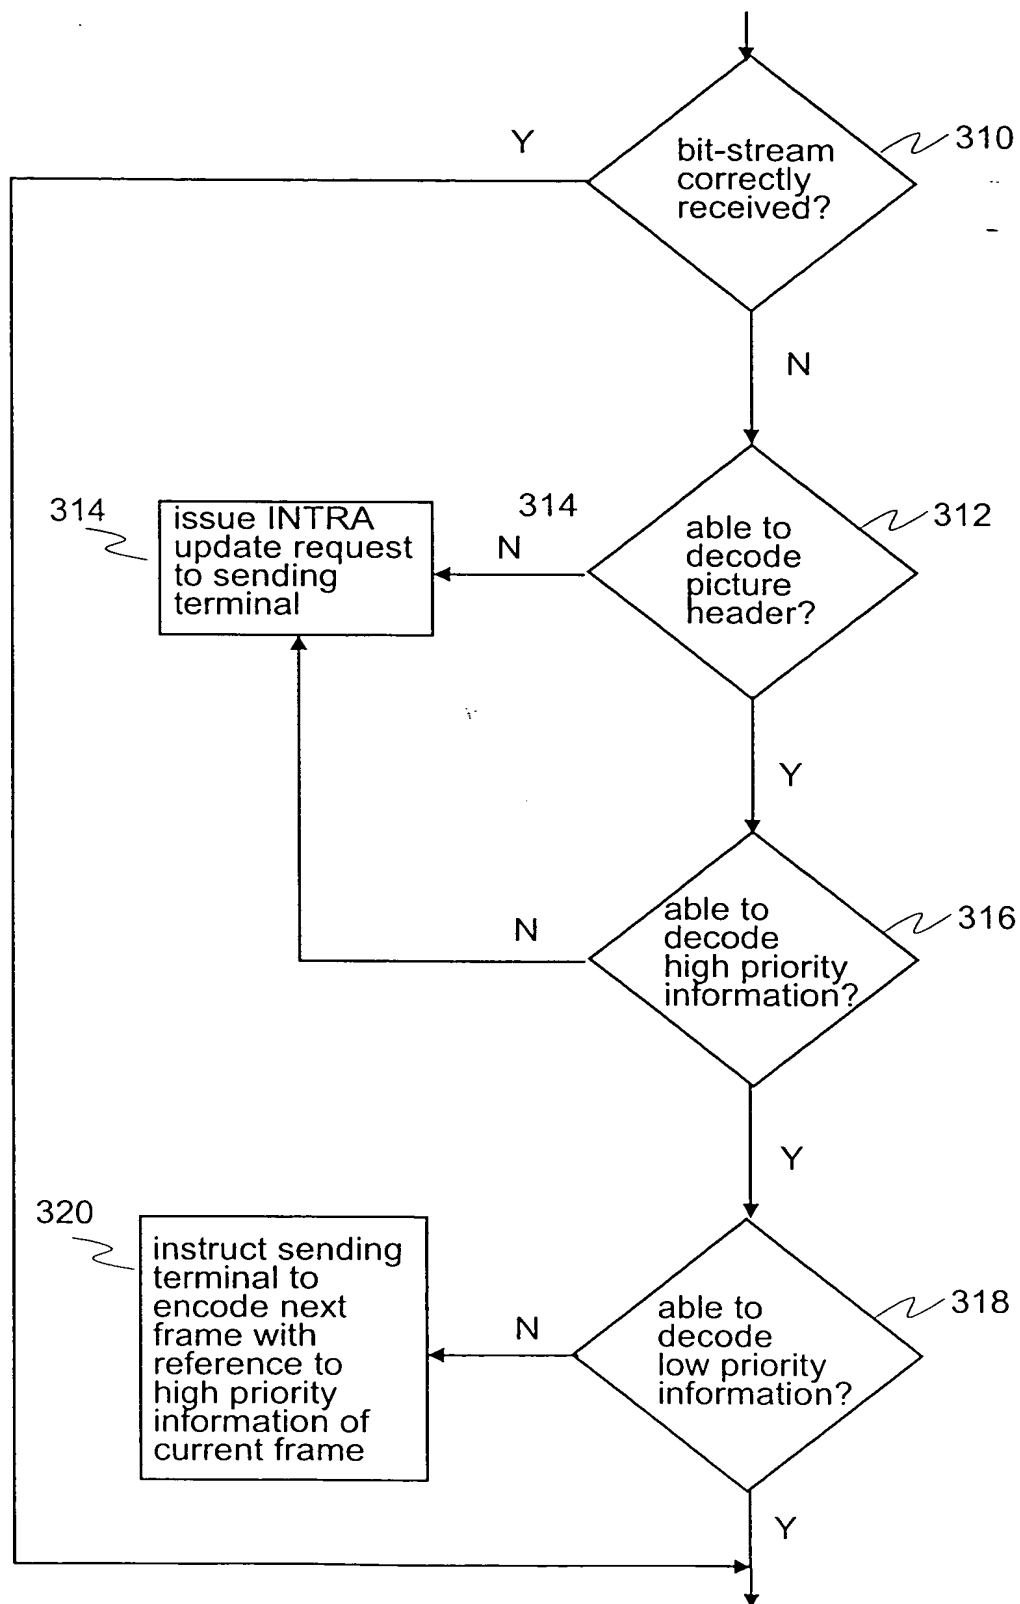 Y
bit-stream
correctly
received?
310
N
314
issue INTRA
update request
to sending
terminal
314
N
able to
decode
picture
header?
312
Y
N
able to
decode
high priority
information?
316
Y
320
instruct sending
terminal to
encode next
frame with
reference to
high priority
information of
current frame
N
able to
decode
low priority
information?
318
Y